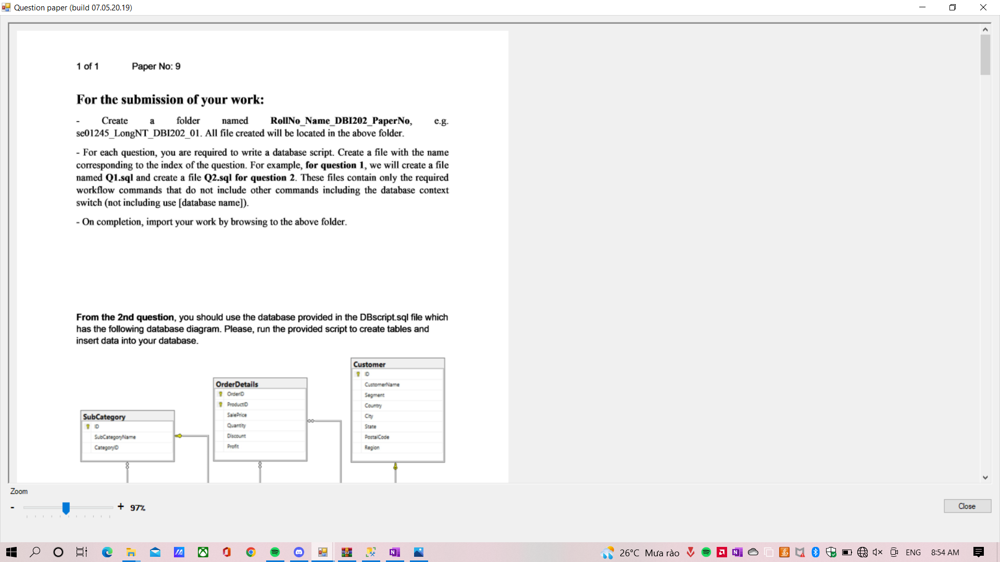 Question paper (build 07.05.20.19)
1 of 1 Paper No: 9
For the submission of your work:
- Create a folder named RollNo_Name_DBI202_PaperNo, e.g.
se01245_LongNT_DBI202_01. All file created will be located in the above folder.
- For each question, you are required to write a database script. Create a file with the name
corresponding to the index of the question. For example, for question 1, we will create a file
named Q1.sql and create a file Q2.sql for question 2. These files contain only the required
workflow commands that do not include other commands including the database context
switch (not including use [database name]).
- On completion, import your work by browsing to the above folder.
From the 2nd question, you should use the database provided in the DBscript.sql file which
has the following database diagram. Please, run the provided script to create tables and
insert data into your database.
SubCategory
ID
SubCategoryName
CategoryID
OrderDetails
OrderID
ProductID
SalePrice
Quantity
Discount
Profit
Customer
ID
CustomerName
Segment
Country
City
State
PostalCode
Region
Zoom
- + 97%
Close
26°C Mưa rào ENG 8:54 AM